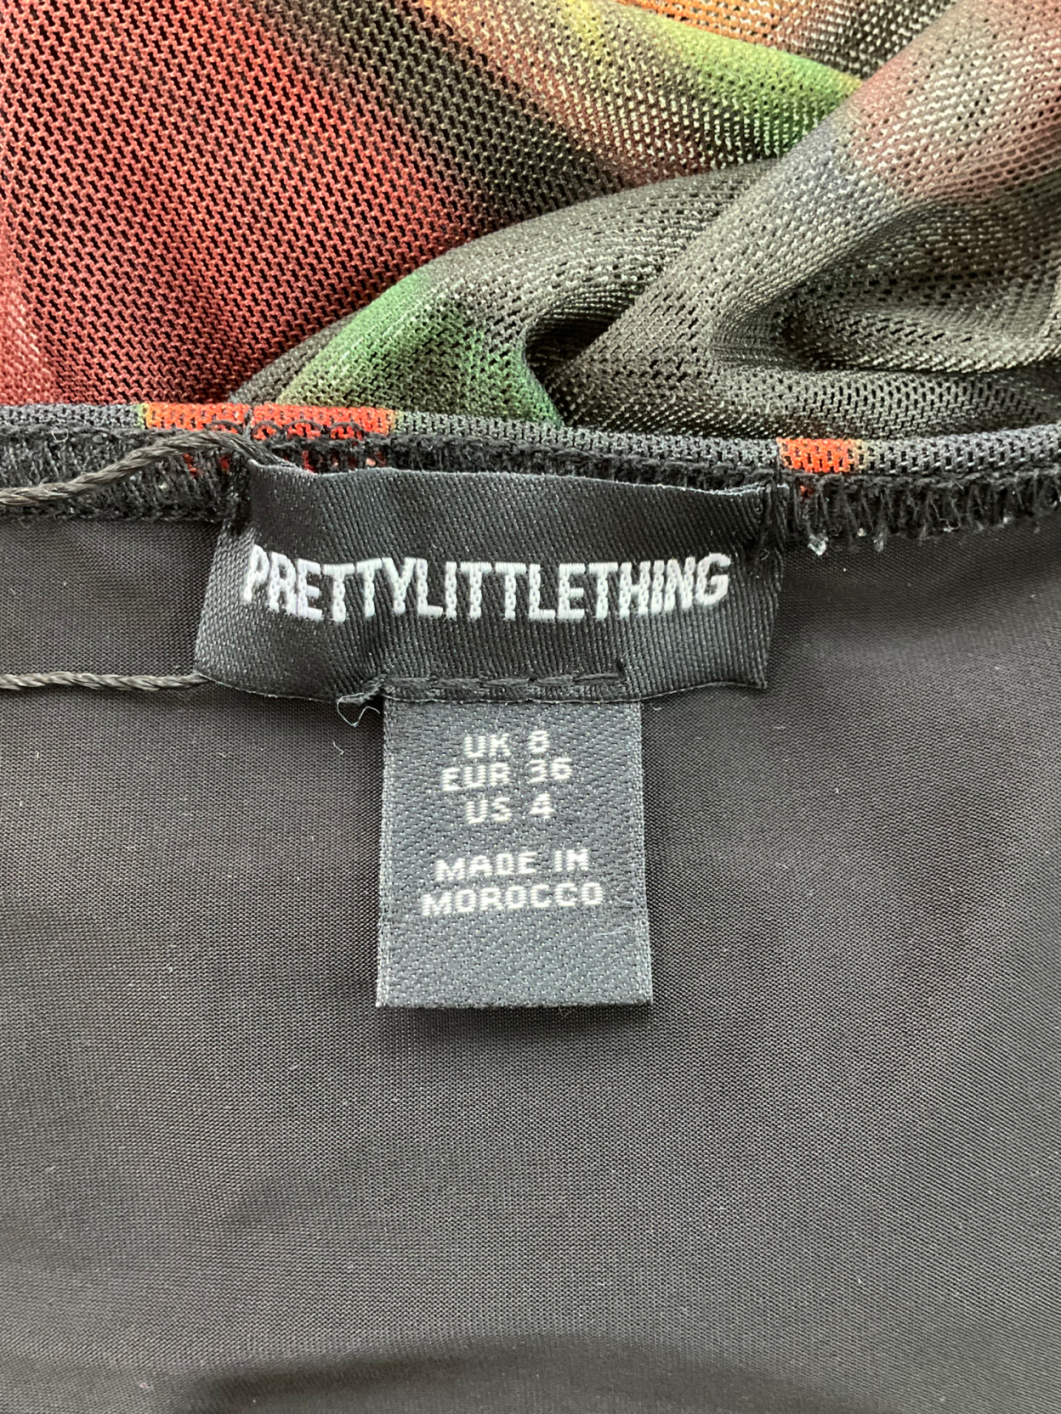 PRETTYLITTLETHING
UK 8
EUR 36
US 4
MADE IN
MOROCCO